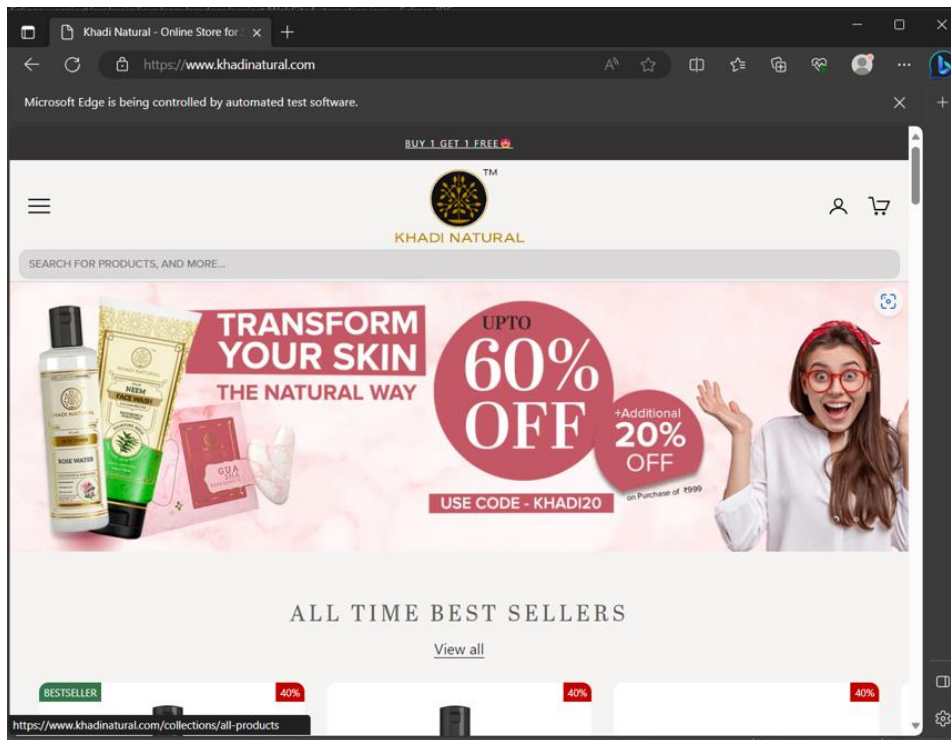 Khadi Natural - Online Store for
https://www.khadinatural.com
Microsoft Edge is being controlled by automated test software.
BUY 1 GET 1 FREE
TM
KHADI NATURAL
SEARCH FOR PRODUCTS, AND MORE...
TRANSFORM
YOUR SKIN
THE NATURAL WAY
UPTO
60%
OFF
+Additional
20%
OFF
on Purchase of ₹999
USE CODE - KHADI20
KHADI NATURAL
ROSE WATER
NEEM
FACE WASH
GUA
SHA
ALL TIME BEST SELLERS
View all
BESTSELLER
40%
40%
40%
https://www.khadinatural.com/collections/all-products